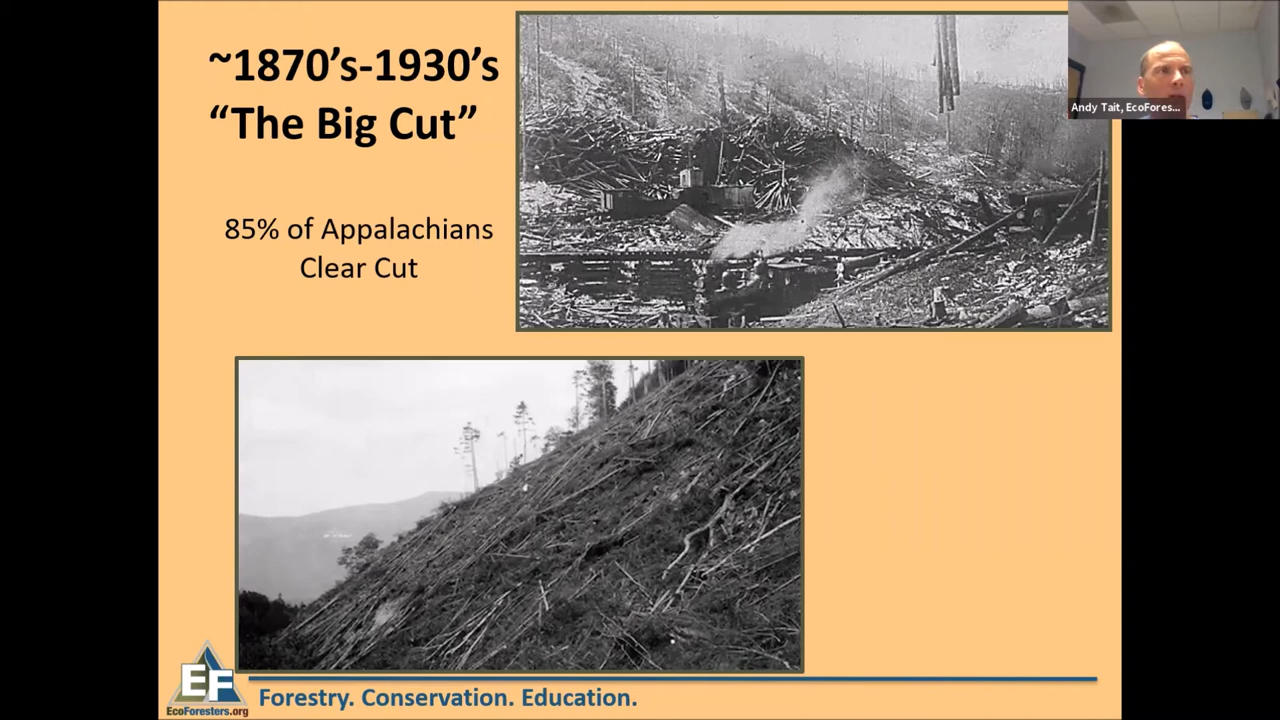 ~1870’s-1930’s
“The Big Cut”
85% of Appalachians
Clear Cut
Andy Tait, EcoFores...
EF
EcoForesters.org
Forestry. Conservation. Education.